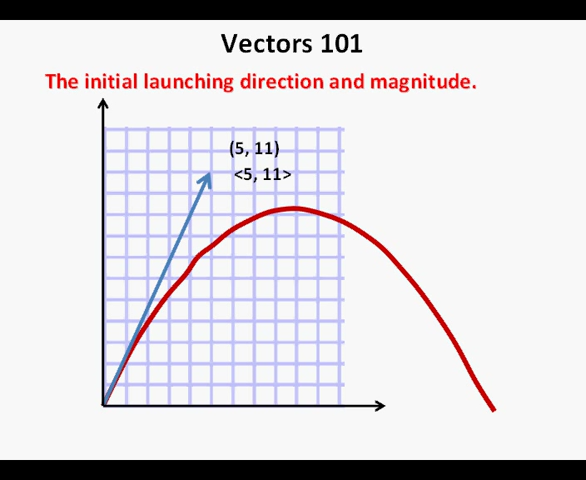 Vectors 101
The initial launching direction and magnitude.
(5, 11)
<5, 11>